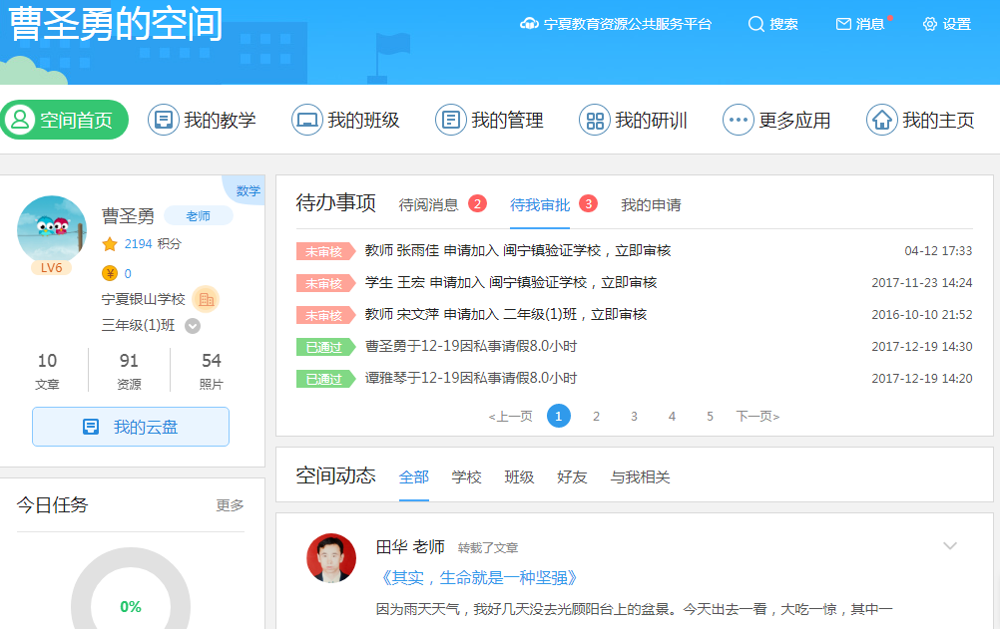 曹圣勇的空间
宁夏教育资源公共服务平台 搜索 消息 设置
空间首页 我的教学 我的班级 我的管理 我的研训 更多应用 我的主页
数学
曹圣勇 老师
2194 积分
LV6
¥ 0
宁夏银山学校
三年级(1)班
10 91 54
文章 资源 照片
我的云盘
今日任务 更多
0%
待办事项 待阅消息 2 待我审批 3 我的申请
未审核 教师 张雨佳 申请加入 闽宁镇验证学校，立即审核 04-12 17:33
未审核 学生 王宏 申请加入 闽宁镇验证学校，立即审核 2017-11-23 14:24
未审核 教师 宋文萍 申请加入 二年级(1)班，立即审核 2016-10-10 21:52
已通过 曹圣勇于12-19因私事请假8.0小时 2017-12-19 14:30
已通过 谭雅琴于12-19因私事请假8.0小时 2017-12-19 14:20
<上一页 1 2 3 4 5 下一页>
空间动态 全部 学校 班级 好友 与我相关
田华 老师 转载了文章
《其实，生命就是一种坚强》
因为雨天天气，我好几天没去光顾阳台上的盆景。今天出去一看，大吃一惊，其中一